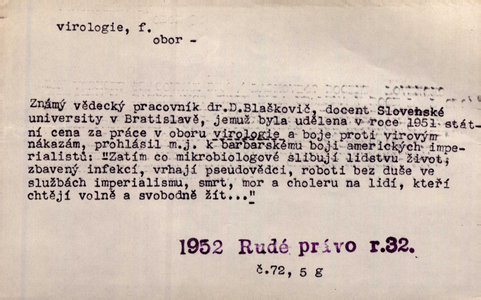 virologie, f.
obor -
Známý vědecký pracovník dr.D.Blaškovič, docent Slovenské
university v Bratislavě, jemuž byla udělena v roce 1951 stát-
ní cena za práce v oboru virologie a boje proti virovým
nákazám, prohlásil m.j. k barbarskému boji amerických impe-
rialistů: "Zatím co mikrobiologové slibují lidstvu život,
zbavený infekcí, vrhají pseudovědci, roboti bez duše ve
službách imperialismu, smrt, mor a choleru na lidi, kteří
chtějí volně a svobodně žít..."
1952 Rudé právo r.32.
č.72, 5 g